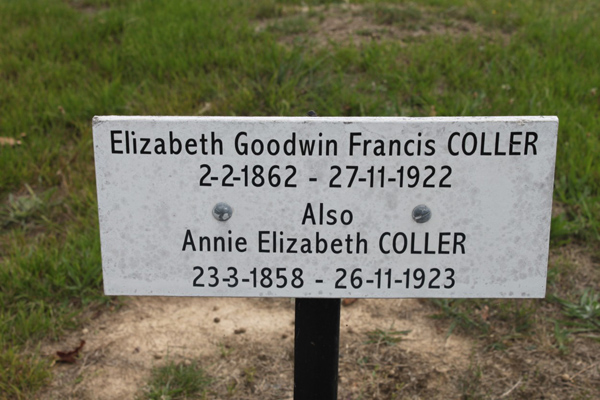 Elizabeth Goodwin Francis COLLER
2-2-1862 - 27-11-1922
Also
Annie Elizabeth COLLER
23-3-1858 - 26-11-1923